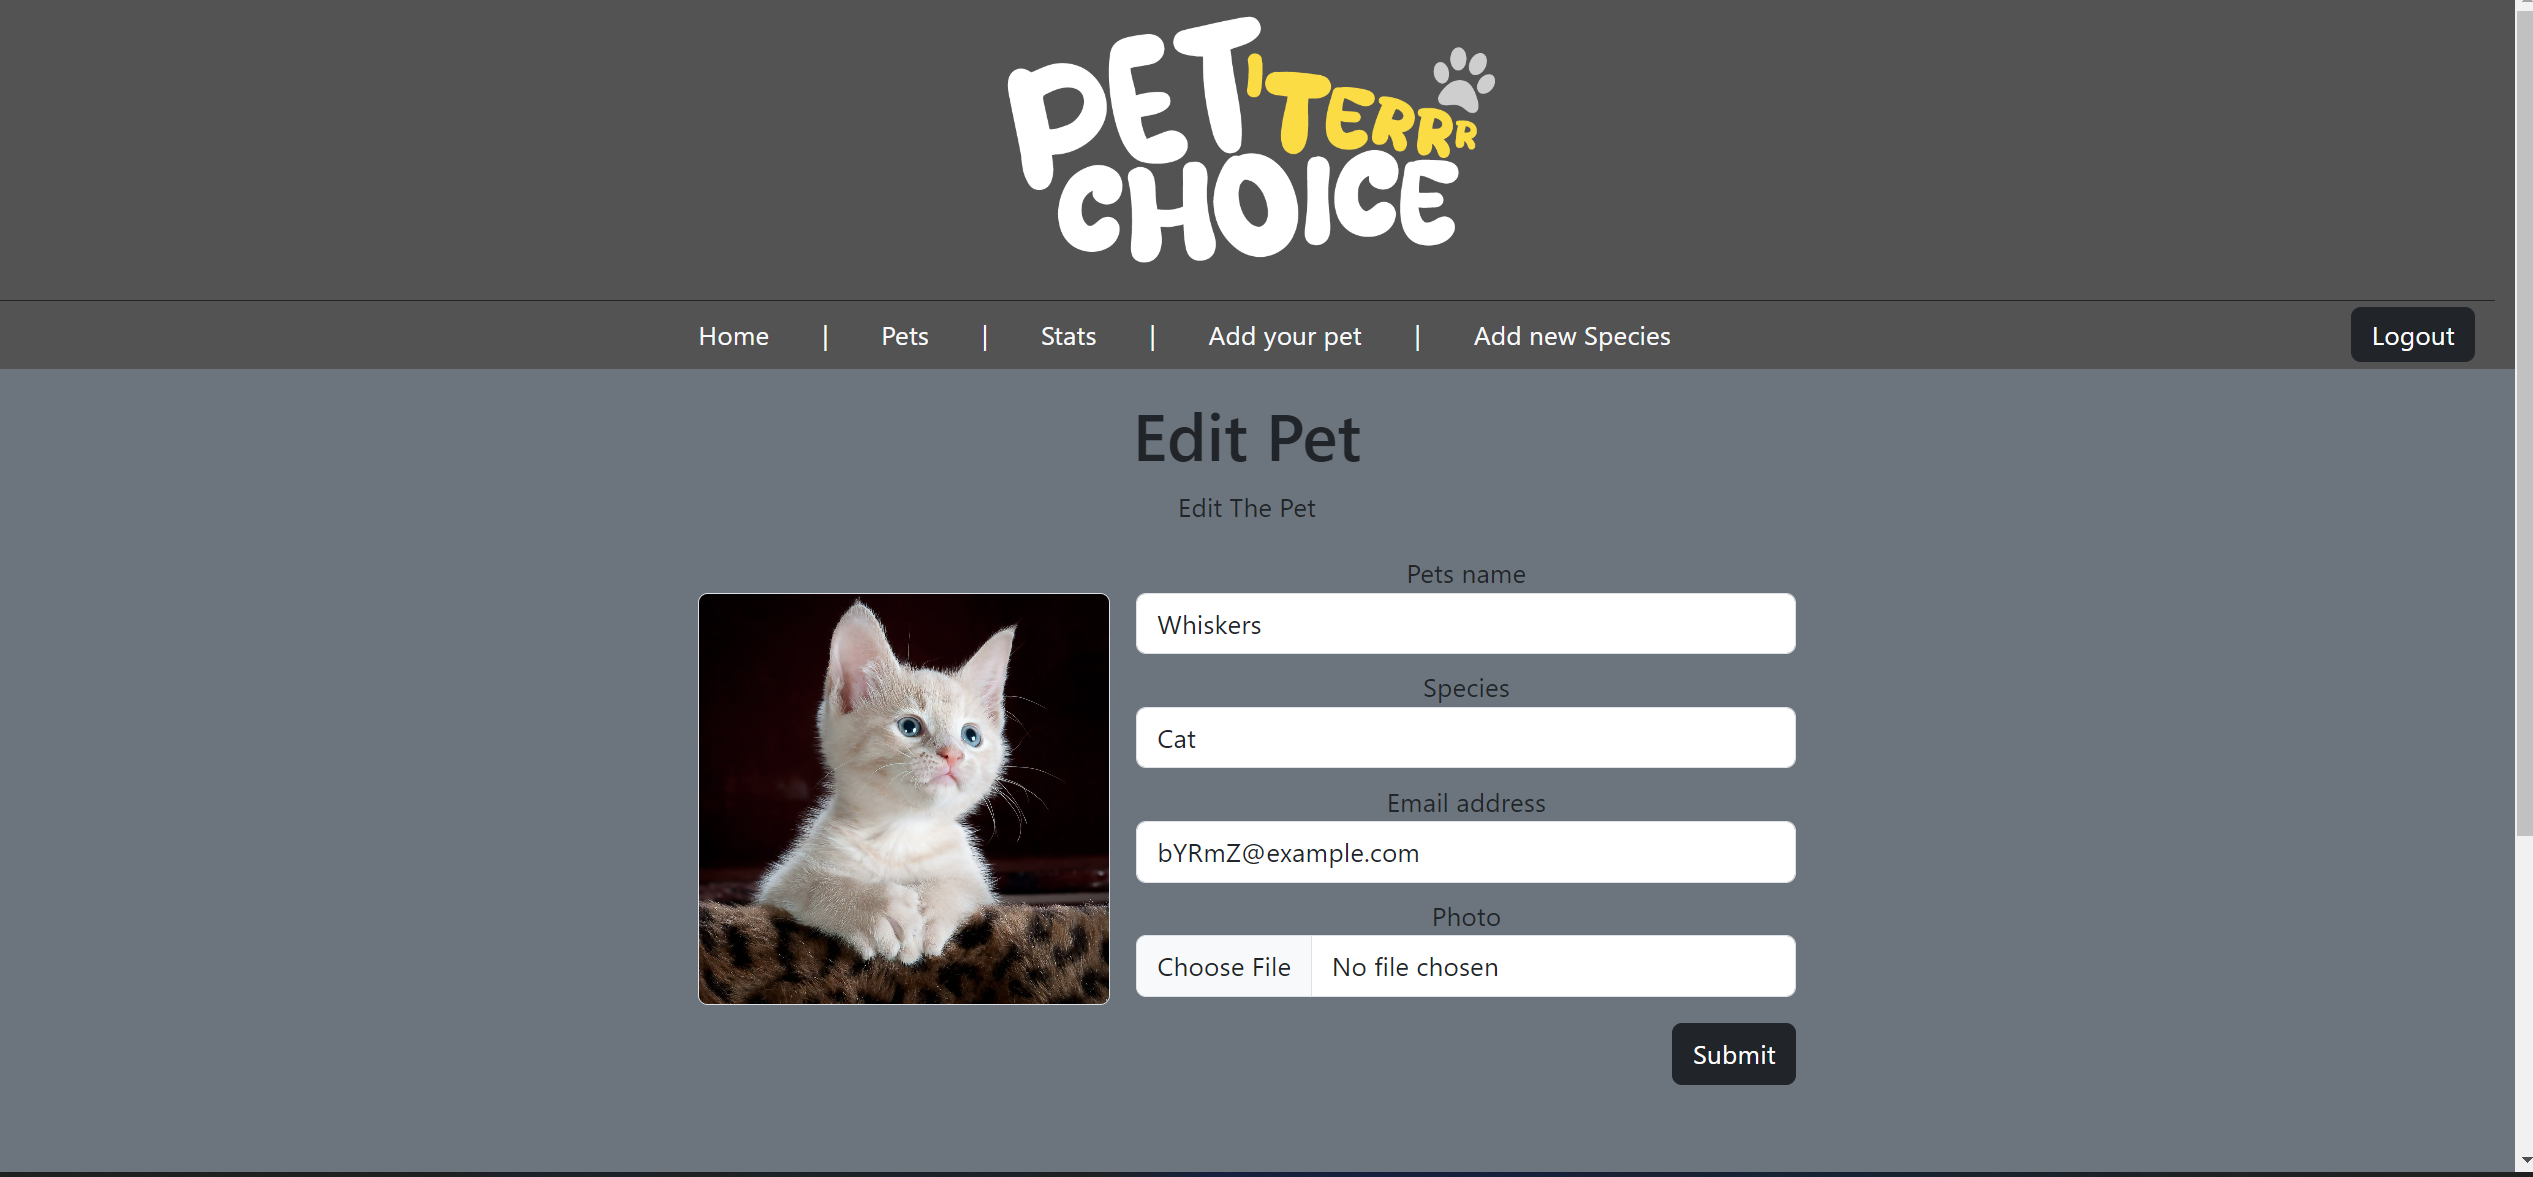 PET'TERRR
CHOICE
Home | Pets | Stats | Add your pet | Add new Species
Logout
Edit Pet
Edit The Pet
Pets name
Whiskers
Species
Cat
Email address
bYRmZ@example.com
Photo
Choose File No file chosen
Submit